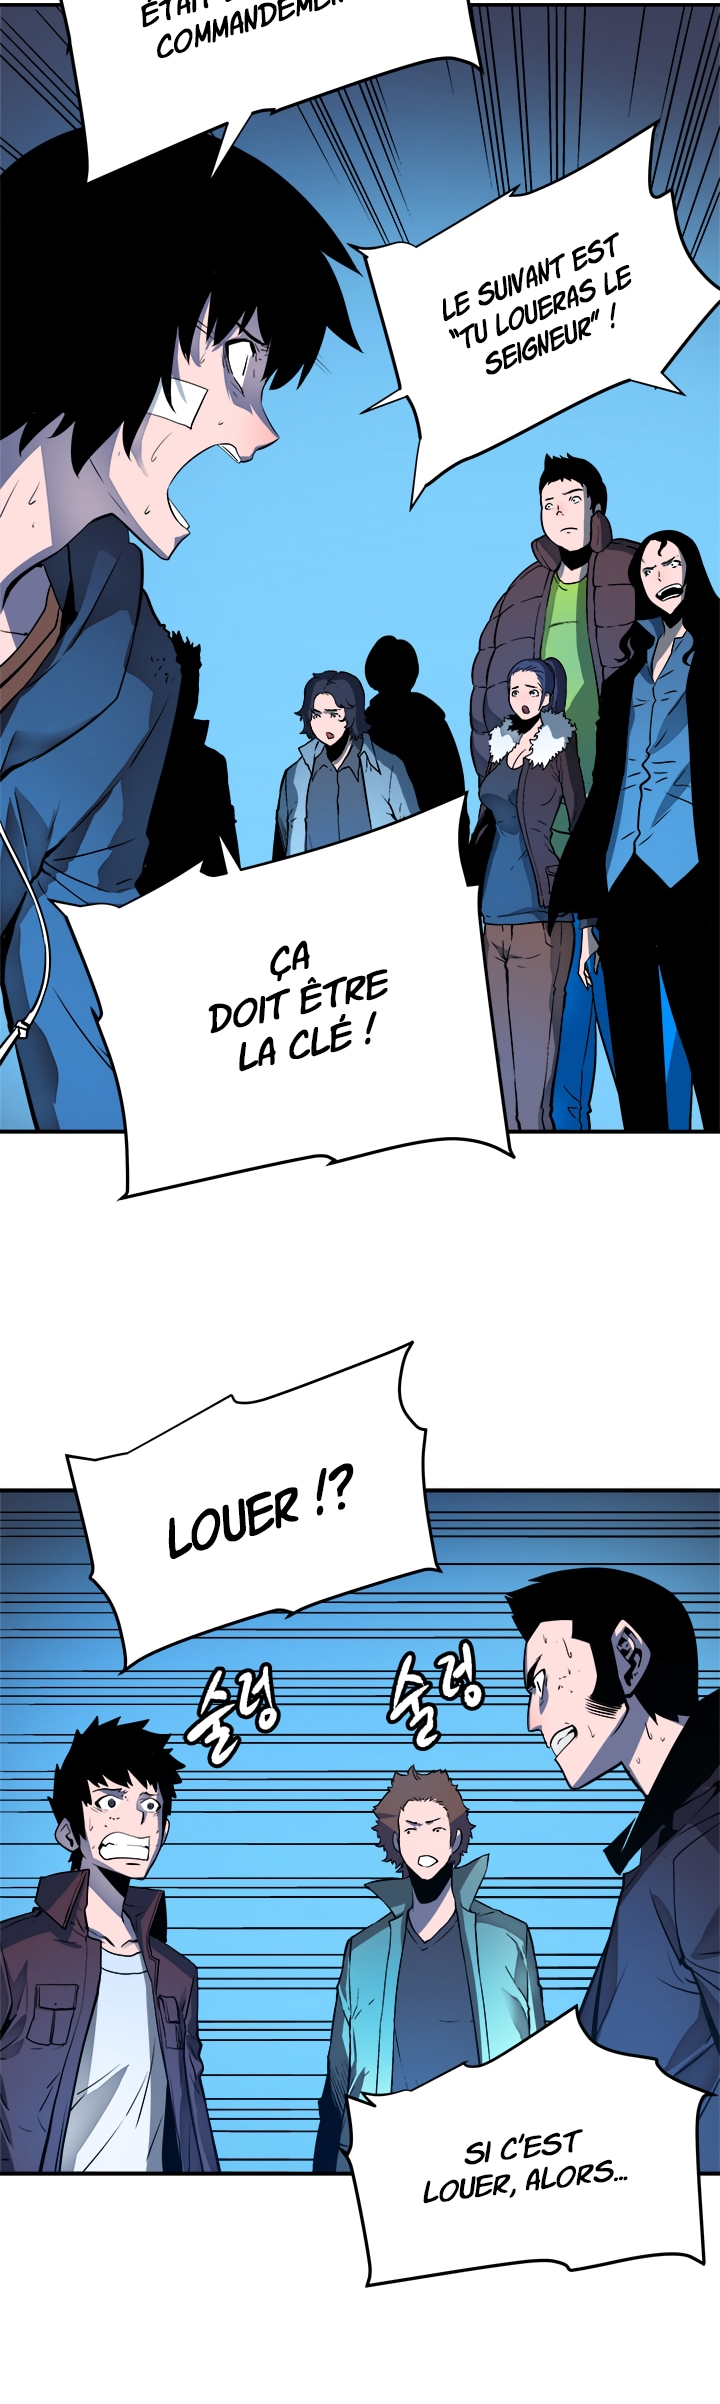 ÉTAIT
COMMANDEMEN
LE SUIVANT EST
"TU LOUERAS LE
SEIGNEUR" !
ÇA
DOIT ÊTRE
LA CLÉ !
LOUER !?
술렁
술렁
SI C'EST
LOUER, ALORS...